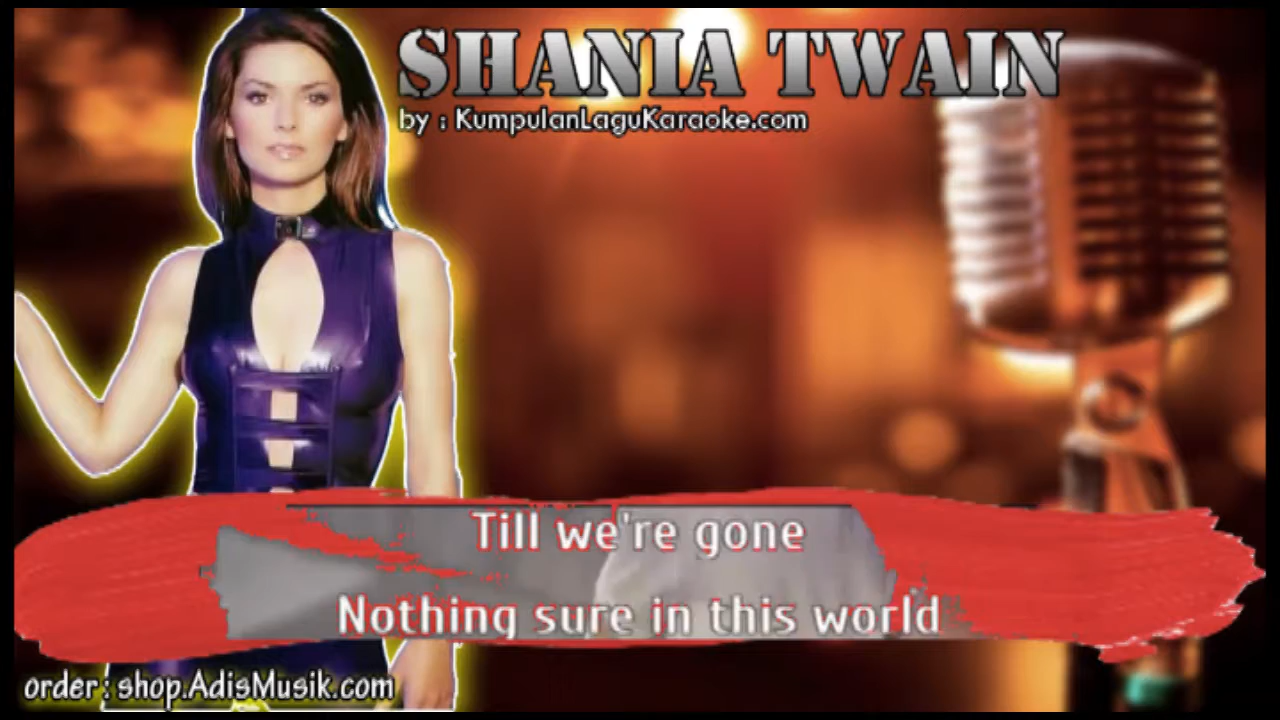 SHANIA TWAIN
by : KumpulanLaguKaraoke.com
Till we're gone
Nothing sure in this world
order : shop.AdisMusik.com